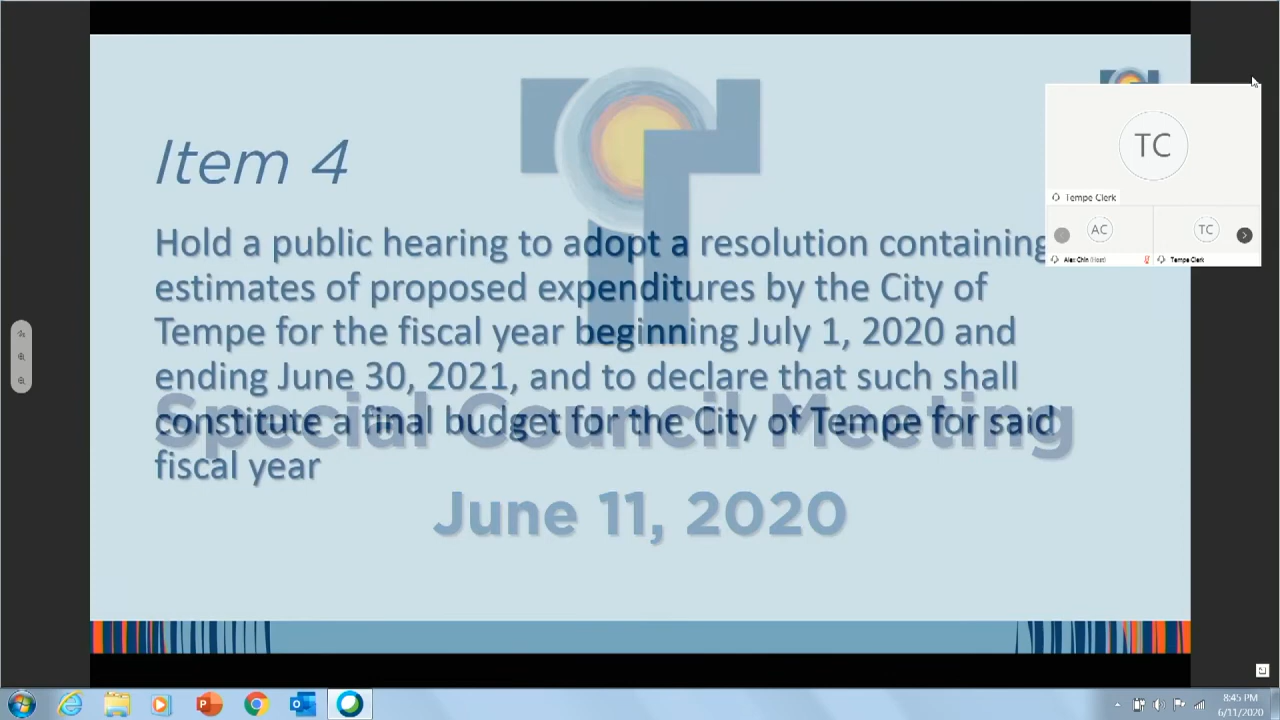 Item 4
Hold a public hearing to adopt a resolution containing
estimates of proposed expenditures by the City of
Tempe for the fiscal year beginning July 1, 2020 and
ending June 30, 2021, and to declare that such shall
constitute a final budget for the City of Tempe for said
fiscal year
Special Council Meeting
June 11, 2020
TC
Tempe Clerk
AC
TC
Alex Chin (Host)
Tempe Clerk
8:45 PM
6/11/2020